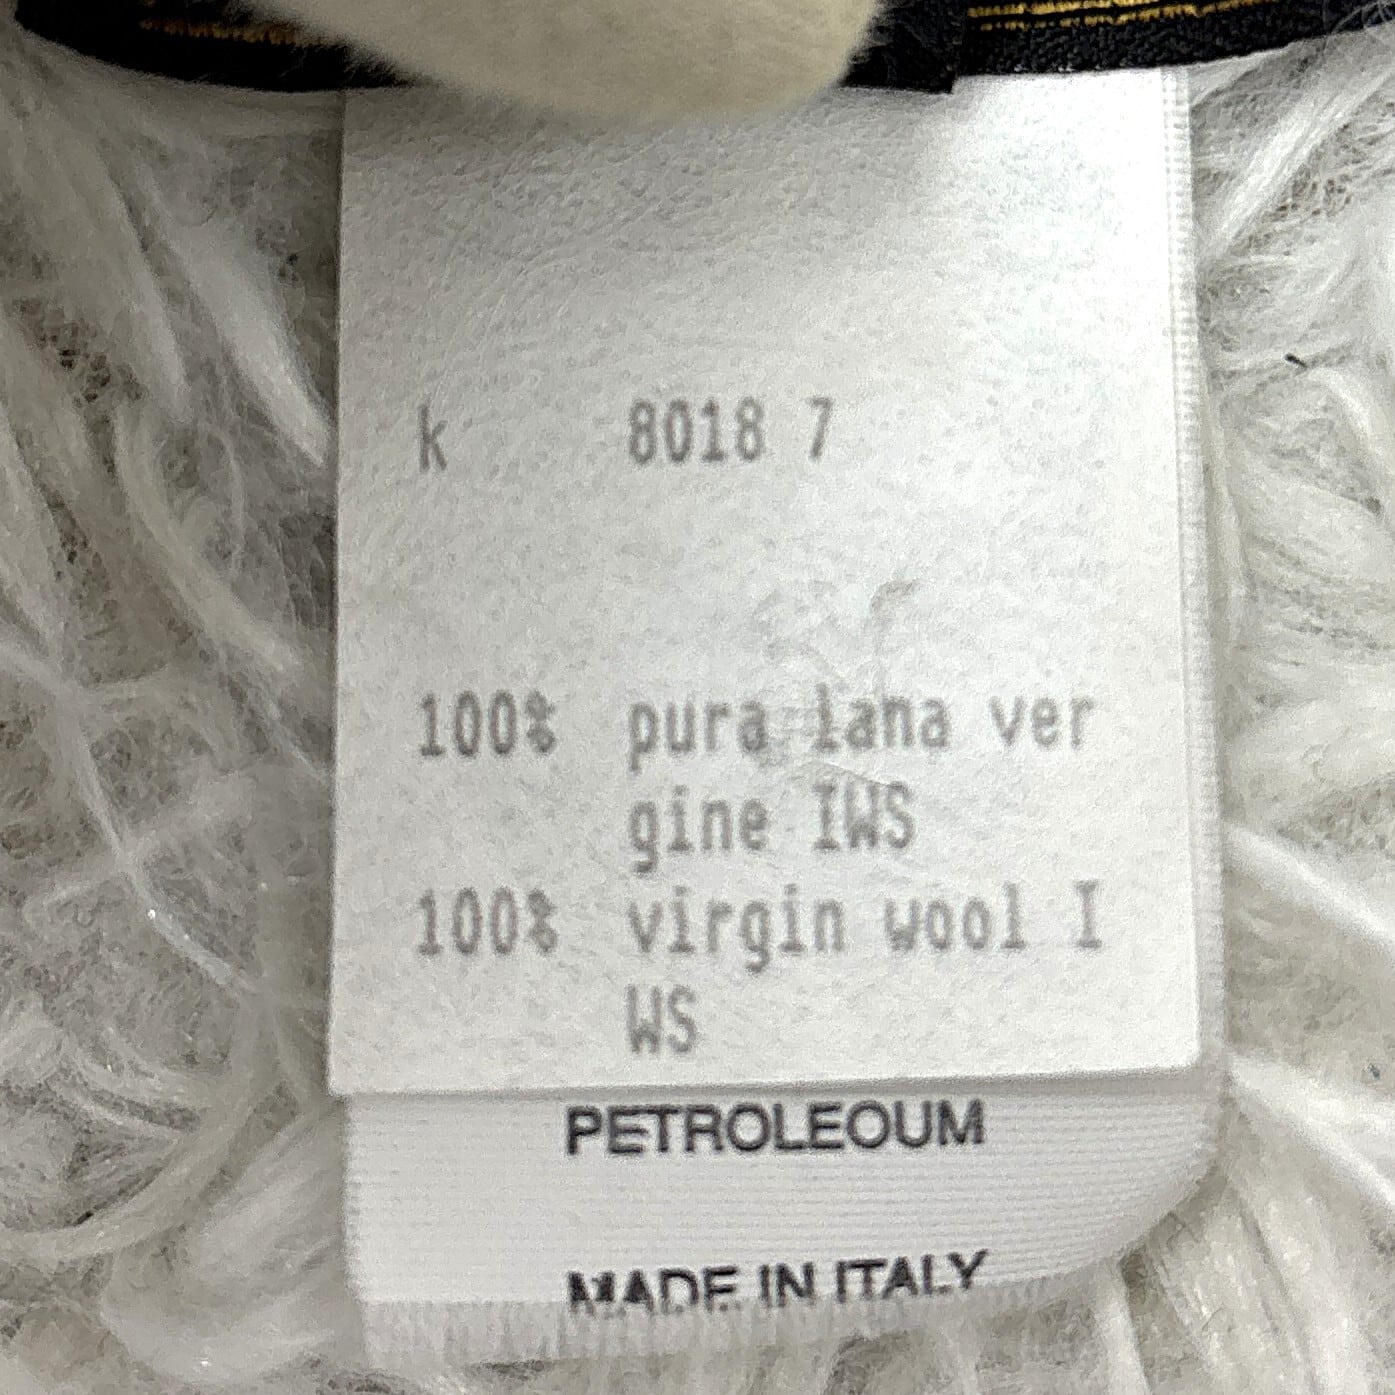 k 8018 7
100% pura lana ver
gine IWS
100% virgin wool I
WS
PETROLEOUM
MADE IN ITALY